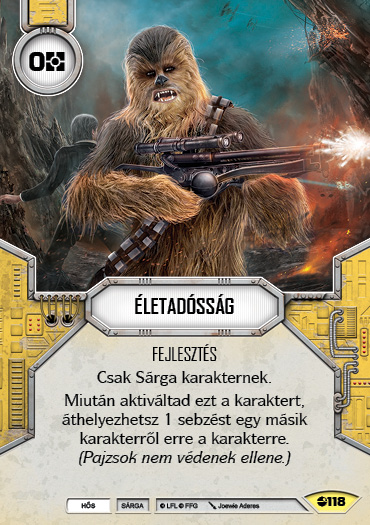 0
ÉLETADÓSSÁG
FEJLESZTÉS
Csak Sárga karakternek.
Miután aktiváltad ezt a karaktert,
áthelyezhetsz 1 sebzést egy másik
karakterről erre a karakterre.
(Pajzsok nem védenek ellene.)
HŐS SÁRGA © LFL © FFG Joewie Aderes 118